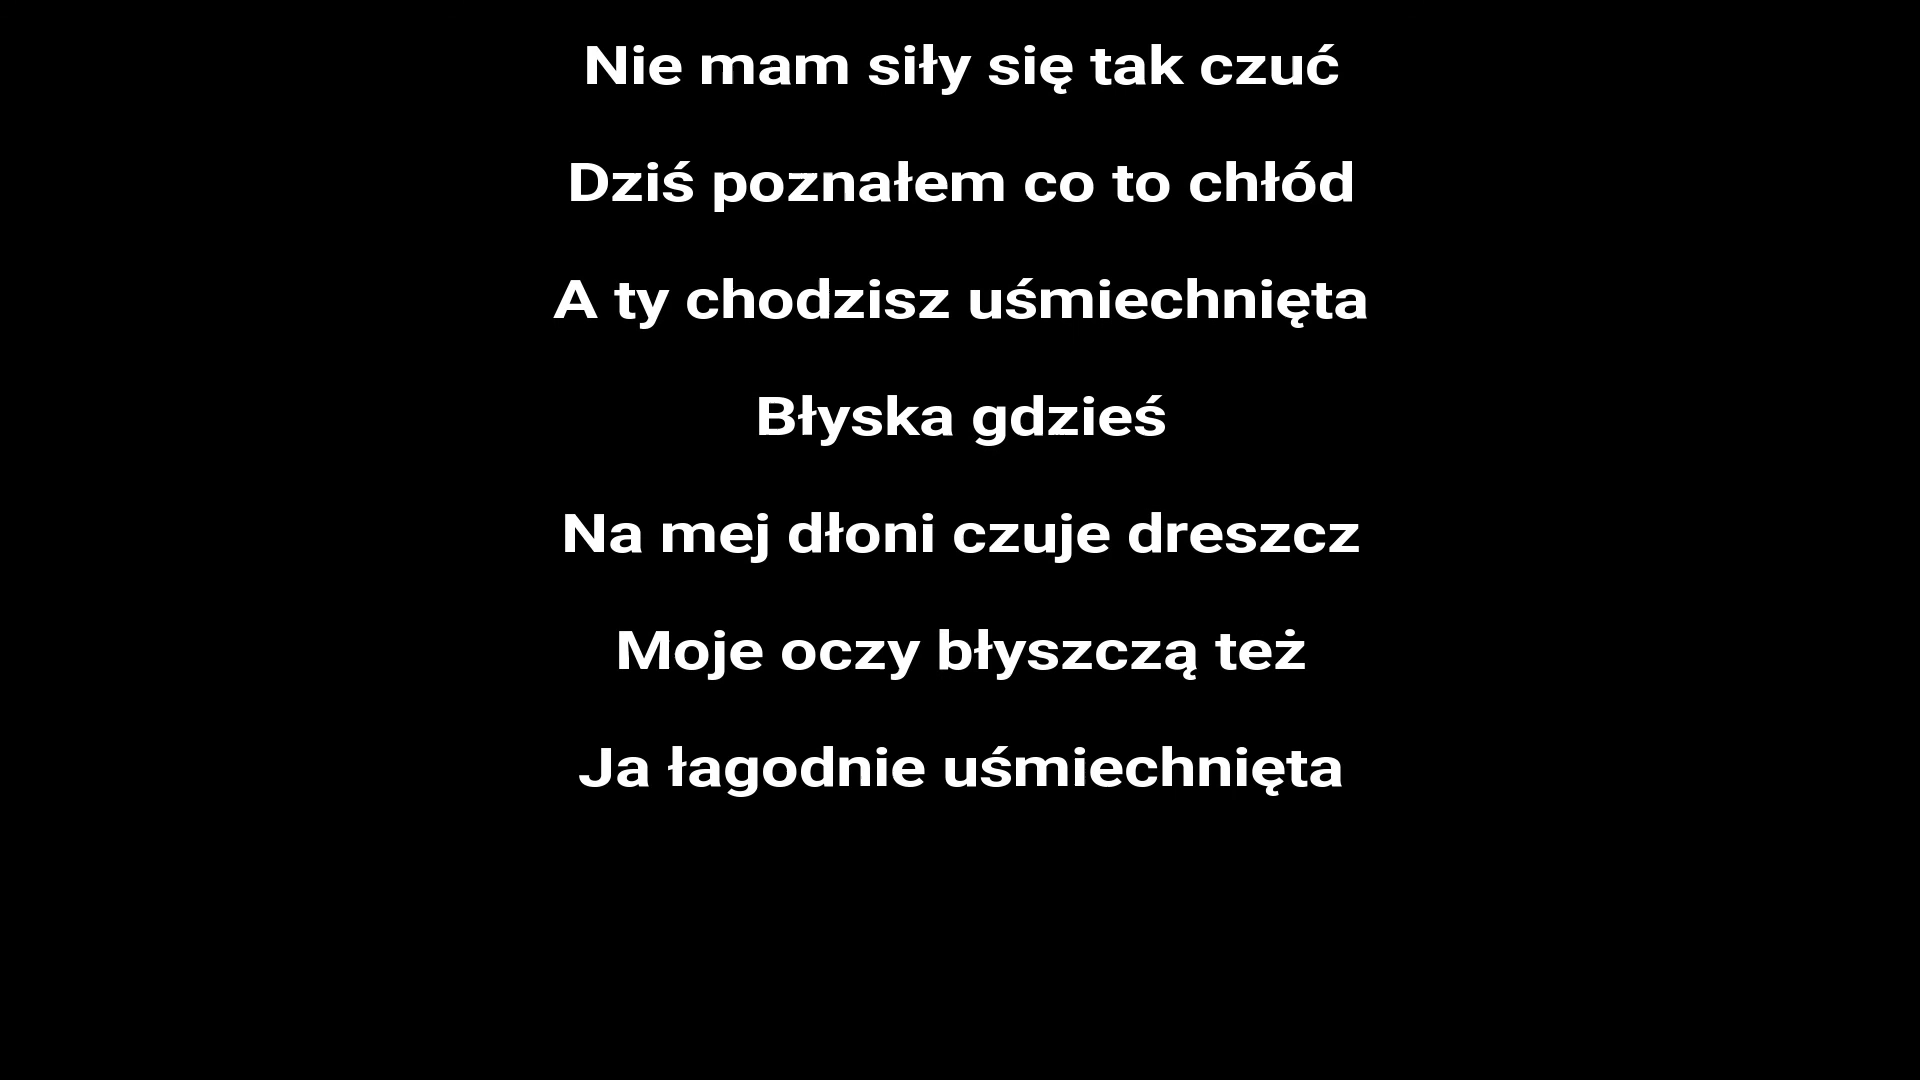 Nie mam siły się tak czuć
Dziś poznałem co to chłód
A ty chodzisz uśmiechnięta
Błyska gdzieś
Na mej dłoni czuje dreszcz
Moje oczy błyszczą też
Ja łagodnie uśmiechnięta